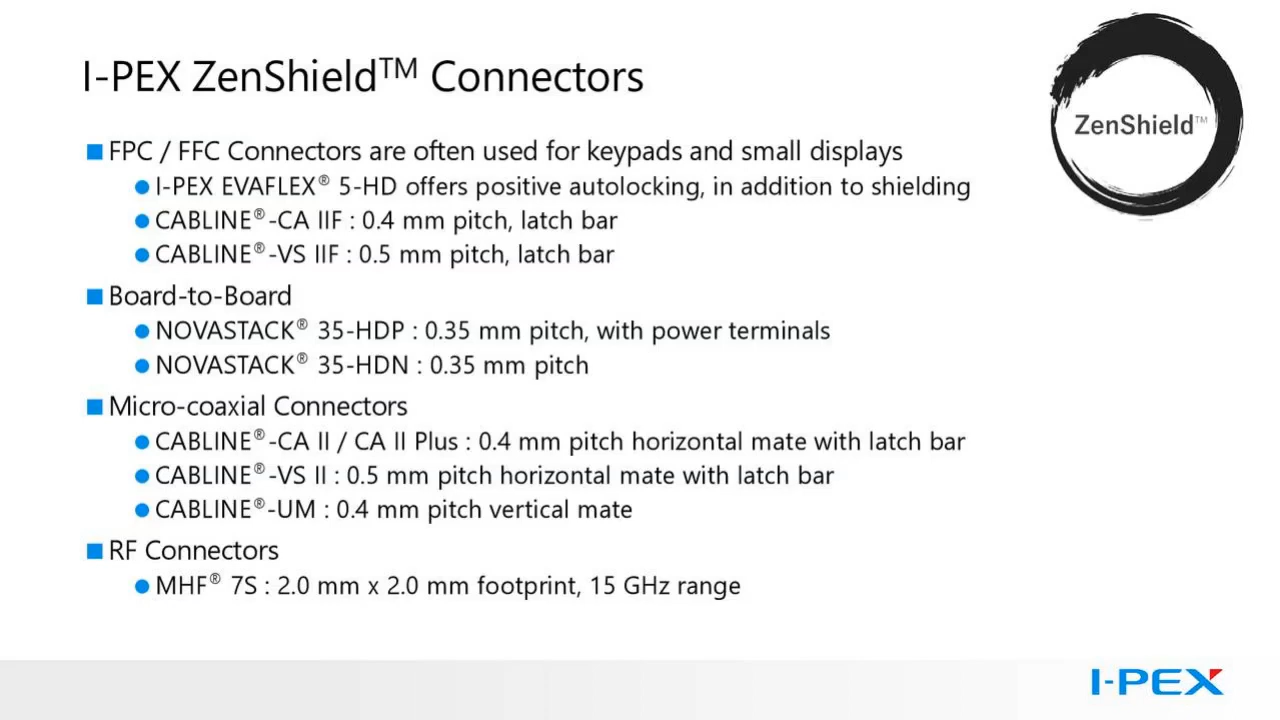 I-PEX ZenShield™ Connectors
ZenShield™
FPC / FFC Connectors are often used for keypads and small displays
I-PEX EVAFLEX® 5-HD offers positive autolocking, in addition to shielding
CABLINE®-CA IIF : 0.4 mm pitch, latch bar
CABLINE®-VS IIF : 0.5 mm pitch, latch bar
Board-to-Board
NOVASTACK® 35-HDP : 0.35 mm pitch, with power terminals
NOVASTACK® 35-HDN : 0.35 mm pitch
Micro-coaxial Connectors
CABLINE®-CA II / CA II Plus : 0.4 mm pitch horizontal mate with latch bar
CABLINE®-VS II : 0.5 mm pitch horizontal mate with latch bar
CABLINE®-UM : 0.4 mm pitch vertical mate
RF Connectors
MHF® 7S : 2.0 mm x 2.0 mm footprint, 15 GHz range
I-PEX